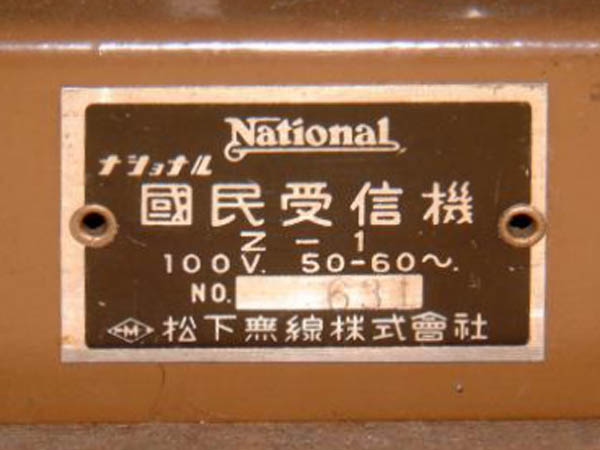 National
ナショナル
國民受信機
Z-1
100V. 50-60～.
NO. 631
M 松下無線株式會社